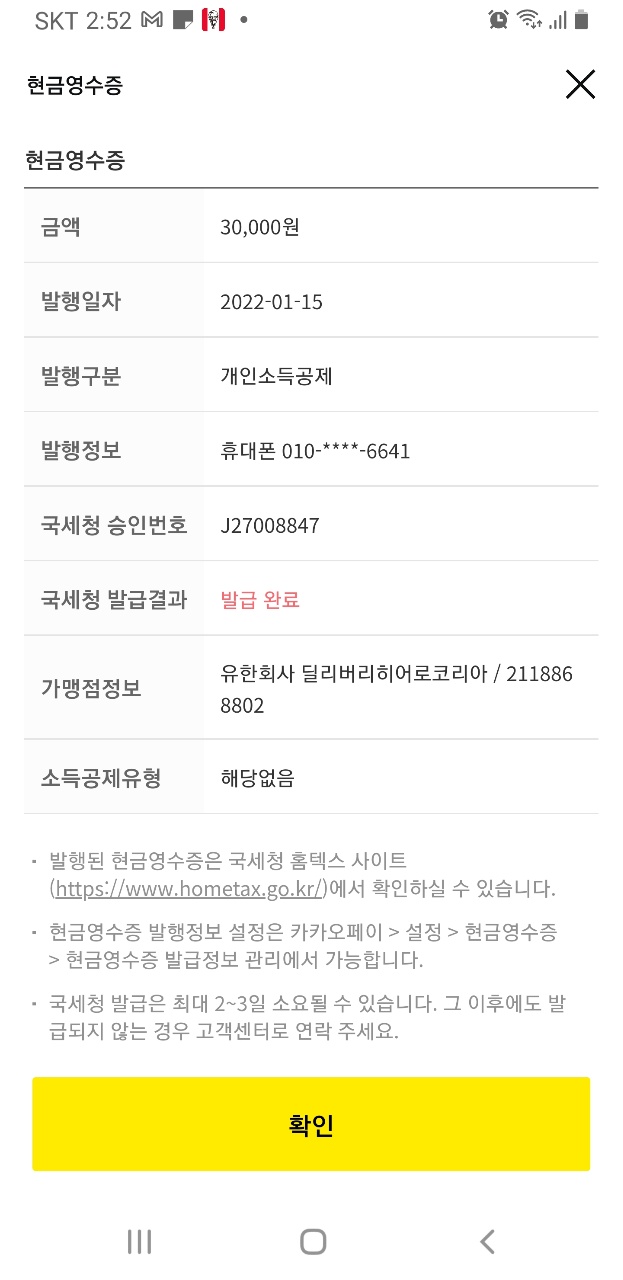 SKT 2:52
현금영수증
현금영수증
금액 30,000원
발행일자 2022-01-15
발행구분 개인소득공제
발행정보 휴대폰 010-****-6641
국세청 승인번호 J27008847
국세청 발급결과 발급 완료
가맹점정보 유한회사 딜리버리히어로코리아 / 211886
8802
소득공제유형 해당없음
· 발행된 현금영수증은 국세청 홈텍스 사이트
(https://www.hometax.go.kr/)에서 확인하실 수 있습니다.
· 현금영수증 발행정보 설정은 카카오페이 > 설정 > 현금영수증
> 현금영수증 발급정보 관리에서 가능합니다.
· 국세청 발급은 최대 2~3일 소요될 수 있습니다. 그 이후에도 발
급되지 않는 경우 고객센터로 연락 주세요.
확인